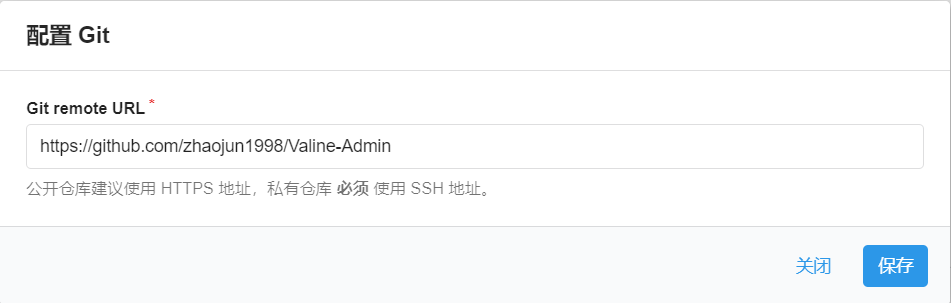 配置 Git
Git remote URL *
https://github.com/zhaojun1998/Valine-Admin
公开仓库建议使用 HTTPS 地址，私有仓库 必须 使用 SSH 地址。
关闭 保存